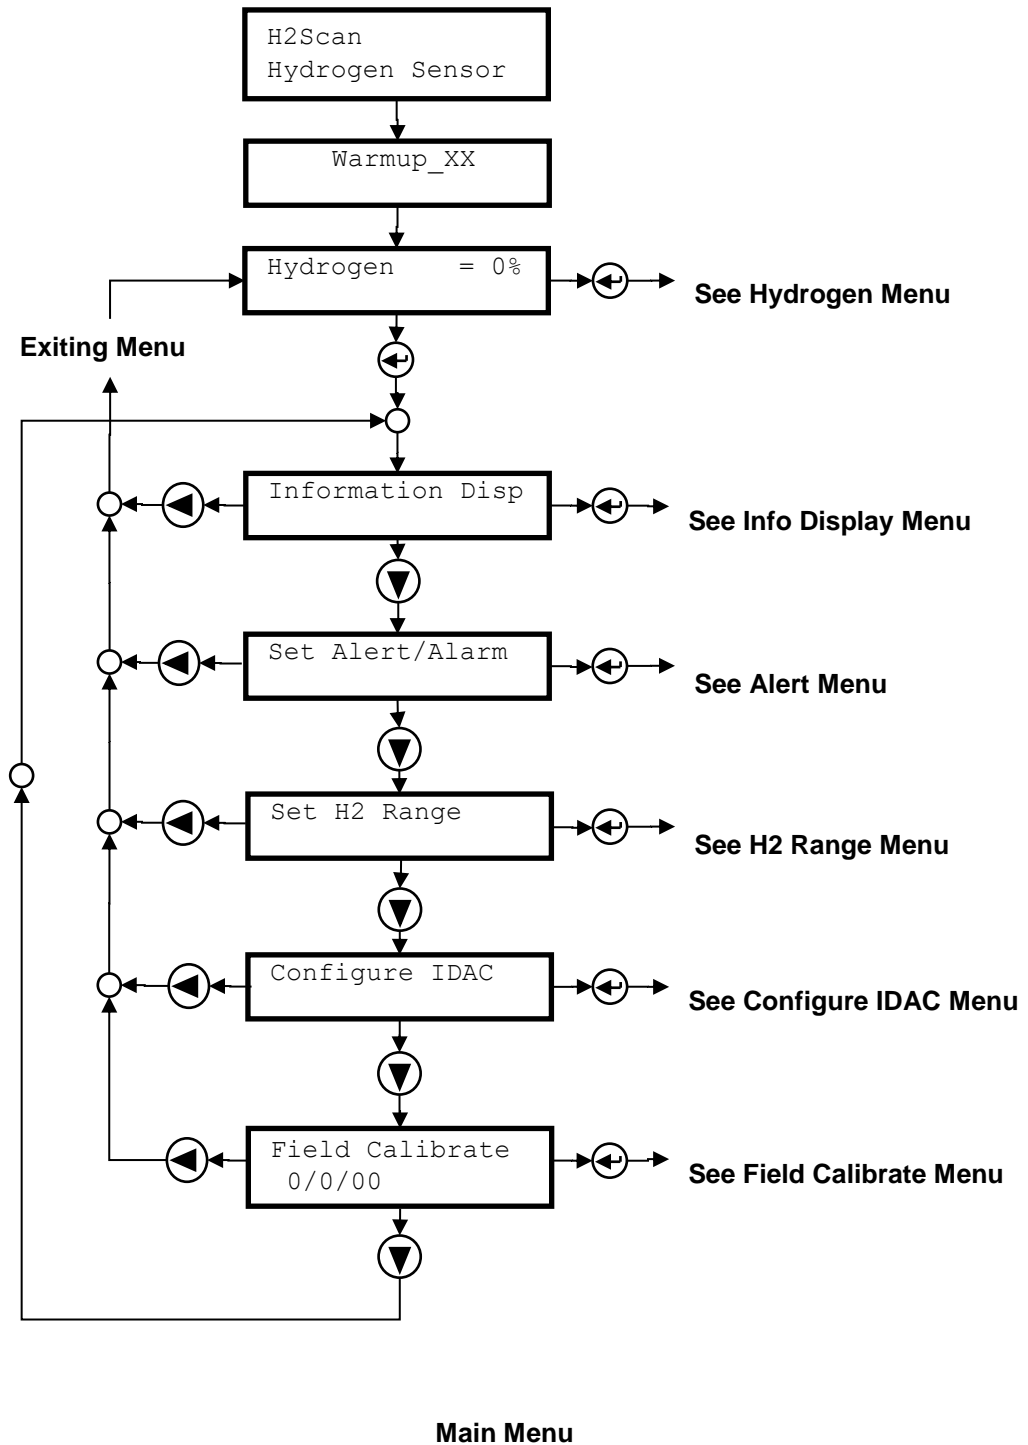 H2Scan
Hydrogen Sensor
Warmup_XX
Hydrogen = 0%
See Hydrogen Menu
Exiting Menu
Information Disp
See Info Display Menu
Set Alert/Alarm
See Alert Menu
Set H2 Range
See H2 Range Menu
Configure IDAC
See Configure IDAC Menu
Field Calibrate
0/0/00
See Field Calibrate Menu
Main Menu